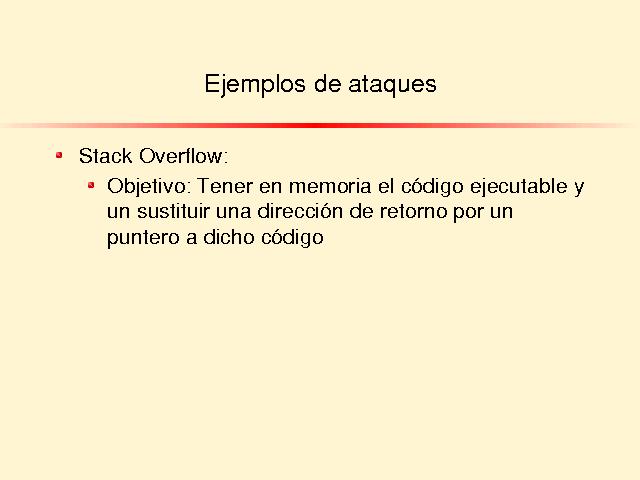 Ejemplos de ataques
Stack Overflow:
Objetivo: Tener en memoria el código ejecutable y
un sustituir una dirección de retorno por un
puntero a dicho código